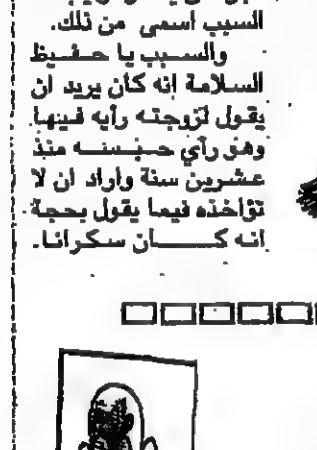 السبب اسمى من ذلك.
والسبب يا حفيظ
السلامة إنه كان يريد ان
يقول لزوجته رأيه فيها
وهو رأي حبسه منذ
عشرين سنة واراد ان لا
تؤاخذه فيما يقول بحجة
انه كان سكرانا.